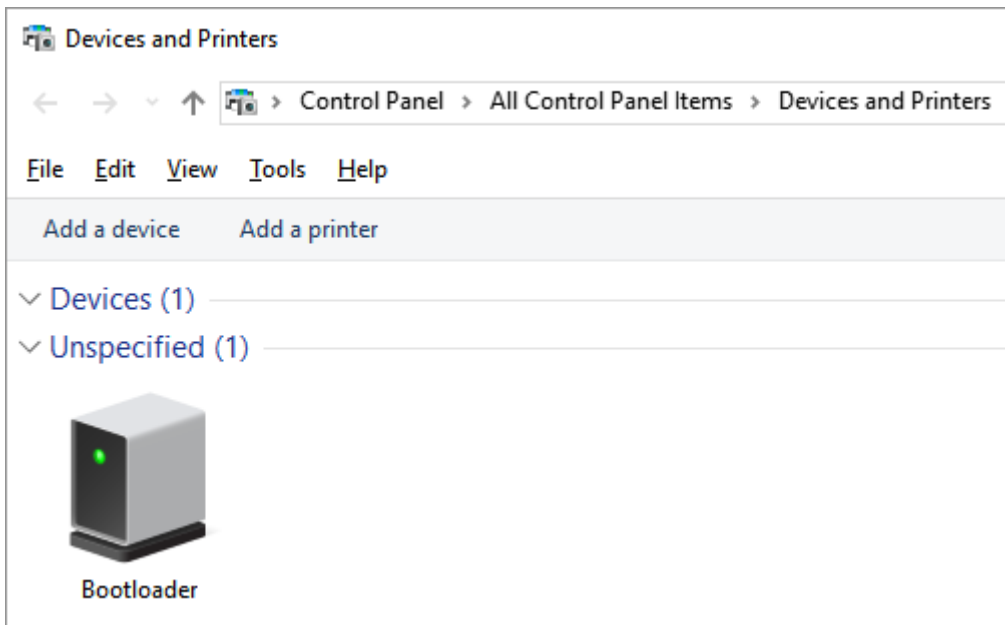 Devices and Printers
Control Panel > All Control Panel Items > Devices and Printers
File Edit View Tools Help
Add a device Add a printer
Devices (1)
Unspecified (1)
Bootloader